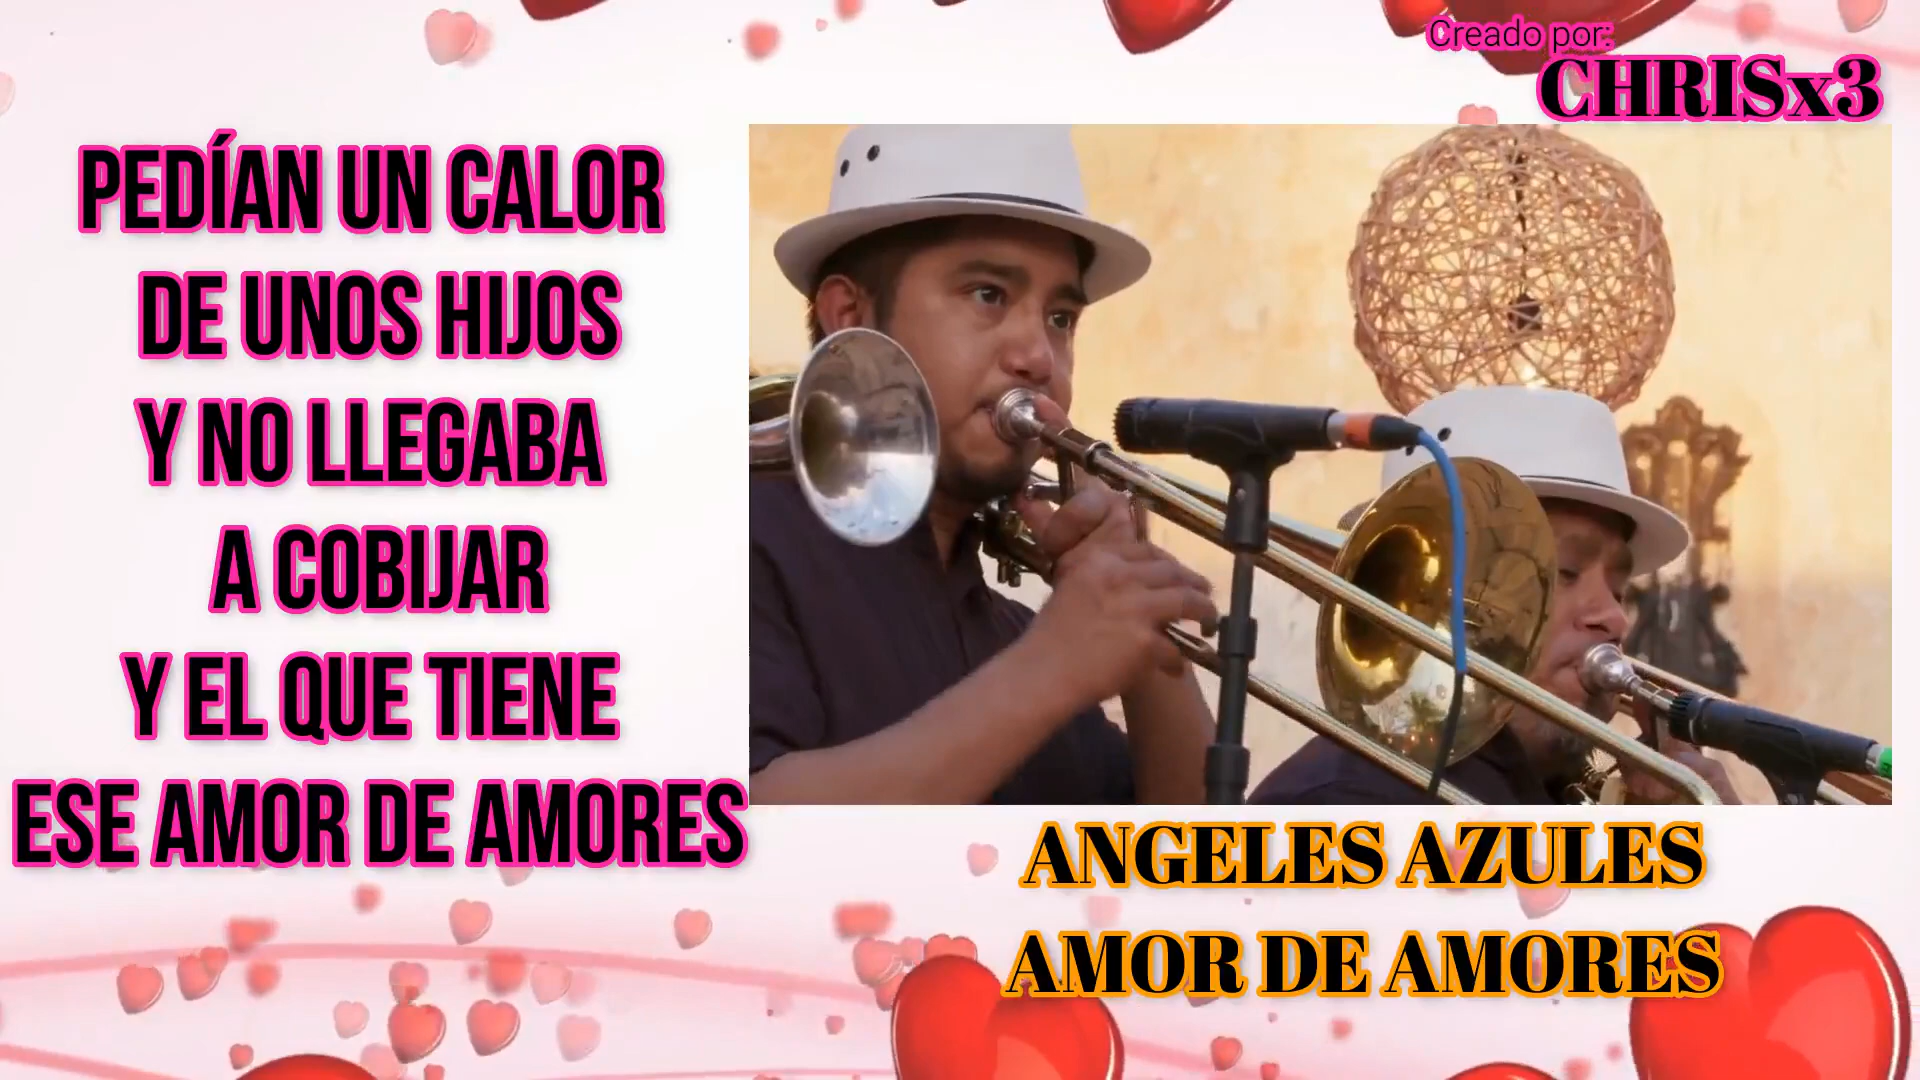 Creado por:
CHRISx3
PEDÍAN UN CALOR
DE UNOS HIJOS
Y NO LLEGABA
A COBIJAR
Y EL QUE TIENE
ESE AMOR DE AMORES
ANGELES AZULES
AMOR DE AMORES